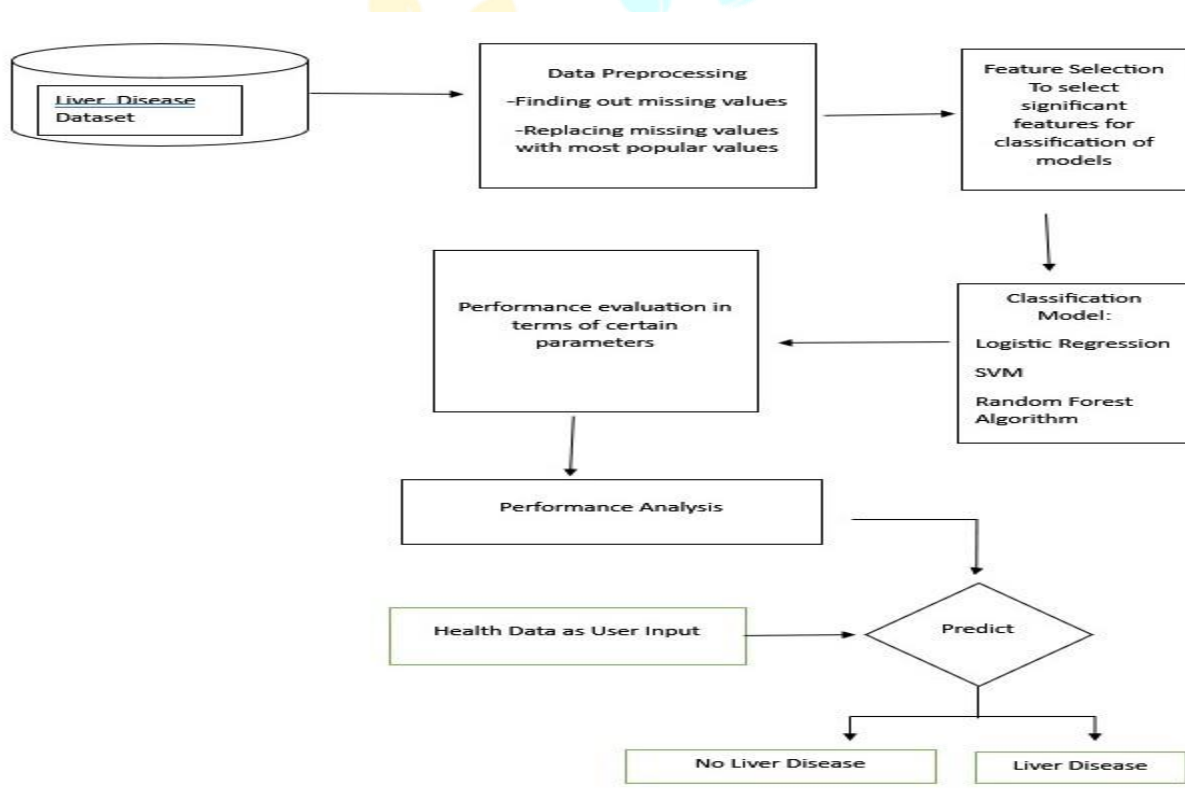 Liver Disease
Dataset
Data Preprocessing
-Finding out missing values
-Replacing missing values
with most popular values
Feature Selection
To select
significant
features for
classification of
models
Classification
Model:
Logistic Regression
SVM
Random Forest
Algorithm
Performance evaluation in
terms of certain
parameters
Performance Analysis
Health Data as User Input
Predict
No Liver Disease
Liver Disease